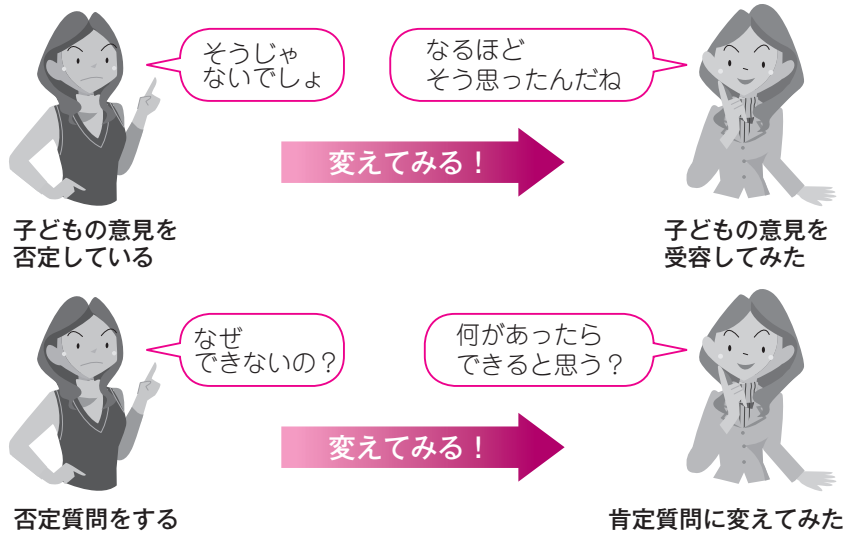 そうじゃ
ないでしょ
なるほど
そう思ったんだね
変えてみる！
子どもの意見を
否定している
子どもの意見を
受容してみた
なぜ
できないの？
何があったら
できると思う？
変えてみる！
否定質問をする
肯定質問に変えてみた